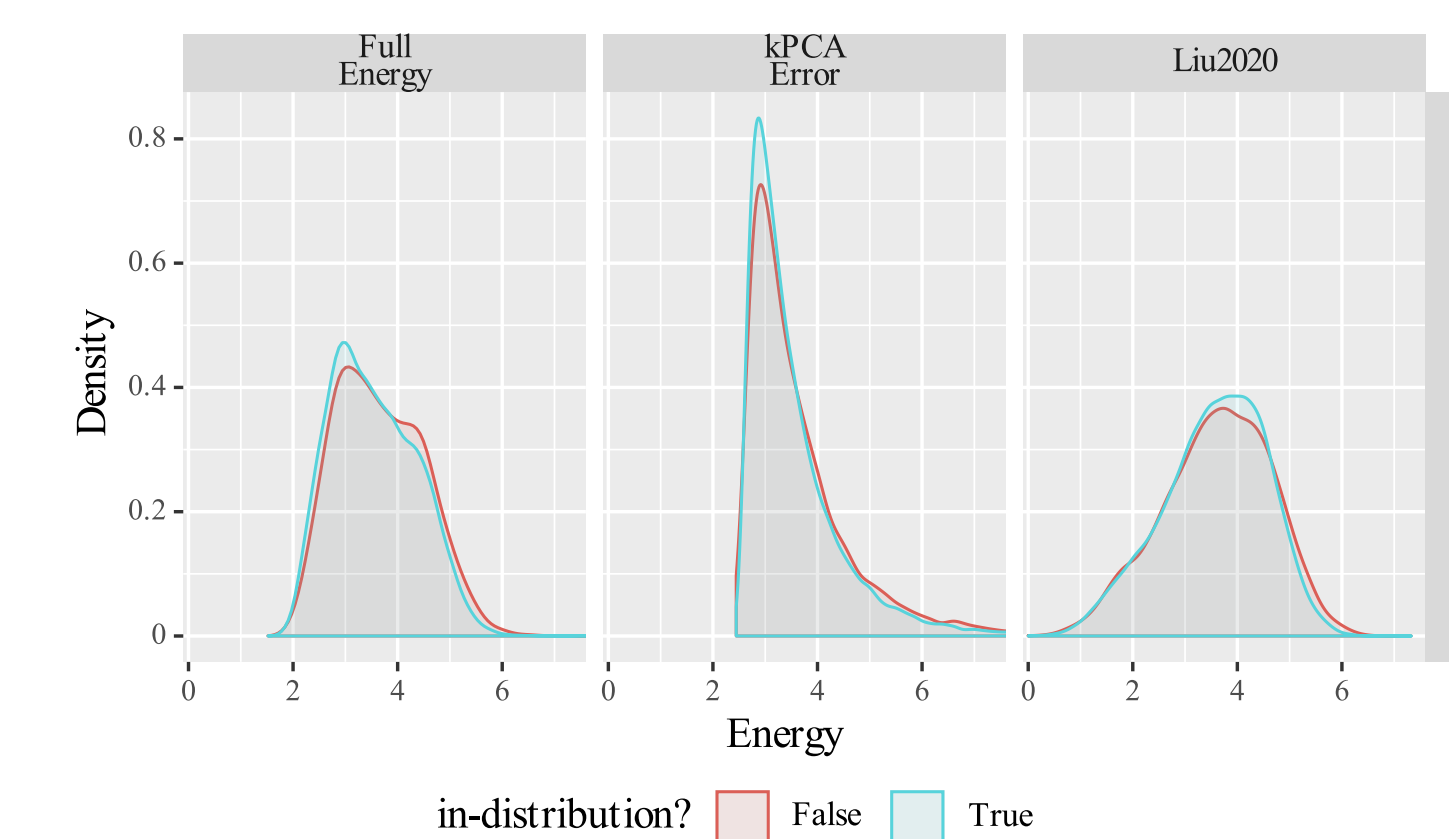 Full
Energy
kPCA
Error
Liu2020
0.8
0.6
0.4
0.2
0
Density
0 2 4 6
0 2 4 6
0 2 4 6
Energy
in-distribution? False True